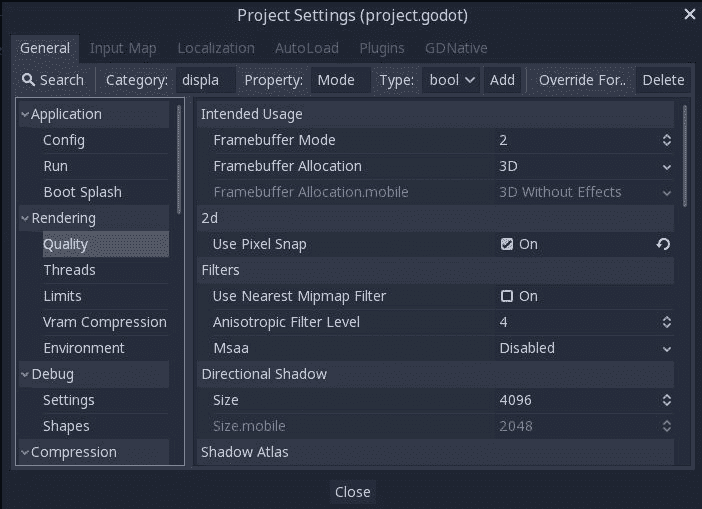 Project Settings (project.godot)
General Input Map Localization AutoLoad Plugins GDNative
Search Category: displa Property: Mode Type: bool Add Override For.. Delete
Application
Config
Run
Boot Splash
Rendering
Quality
Threads
Limits
Vram Compression
Environment
Debug
Settings
Shapes
Compression
Intended Usage
Framebuffer Mode 2
Framebuffer Allocation 3D
Framebuffer Allocation.mobile 3D Without Effects
2d
Use Pixel Snap On
Filters
Use Nearest Mipmap Filter On
Anisotropic Filter Level 4
Msaa Disabled
Directional Shadow
Size 4096
Size.mobile 2048
Shadow Atlas
Close